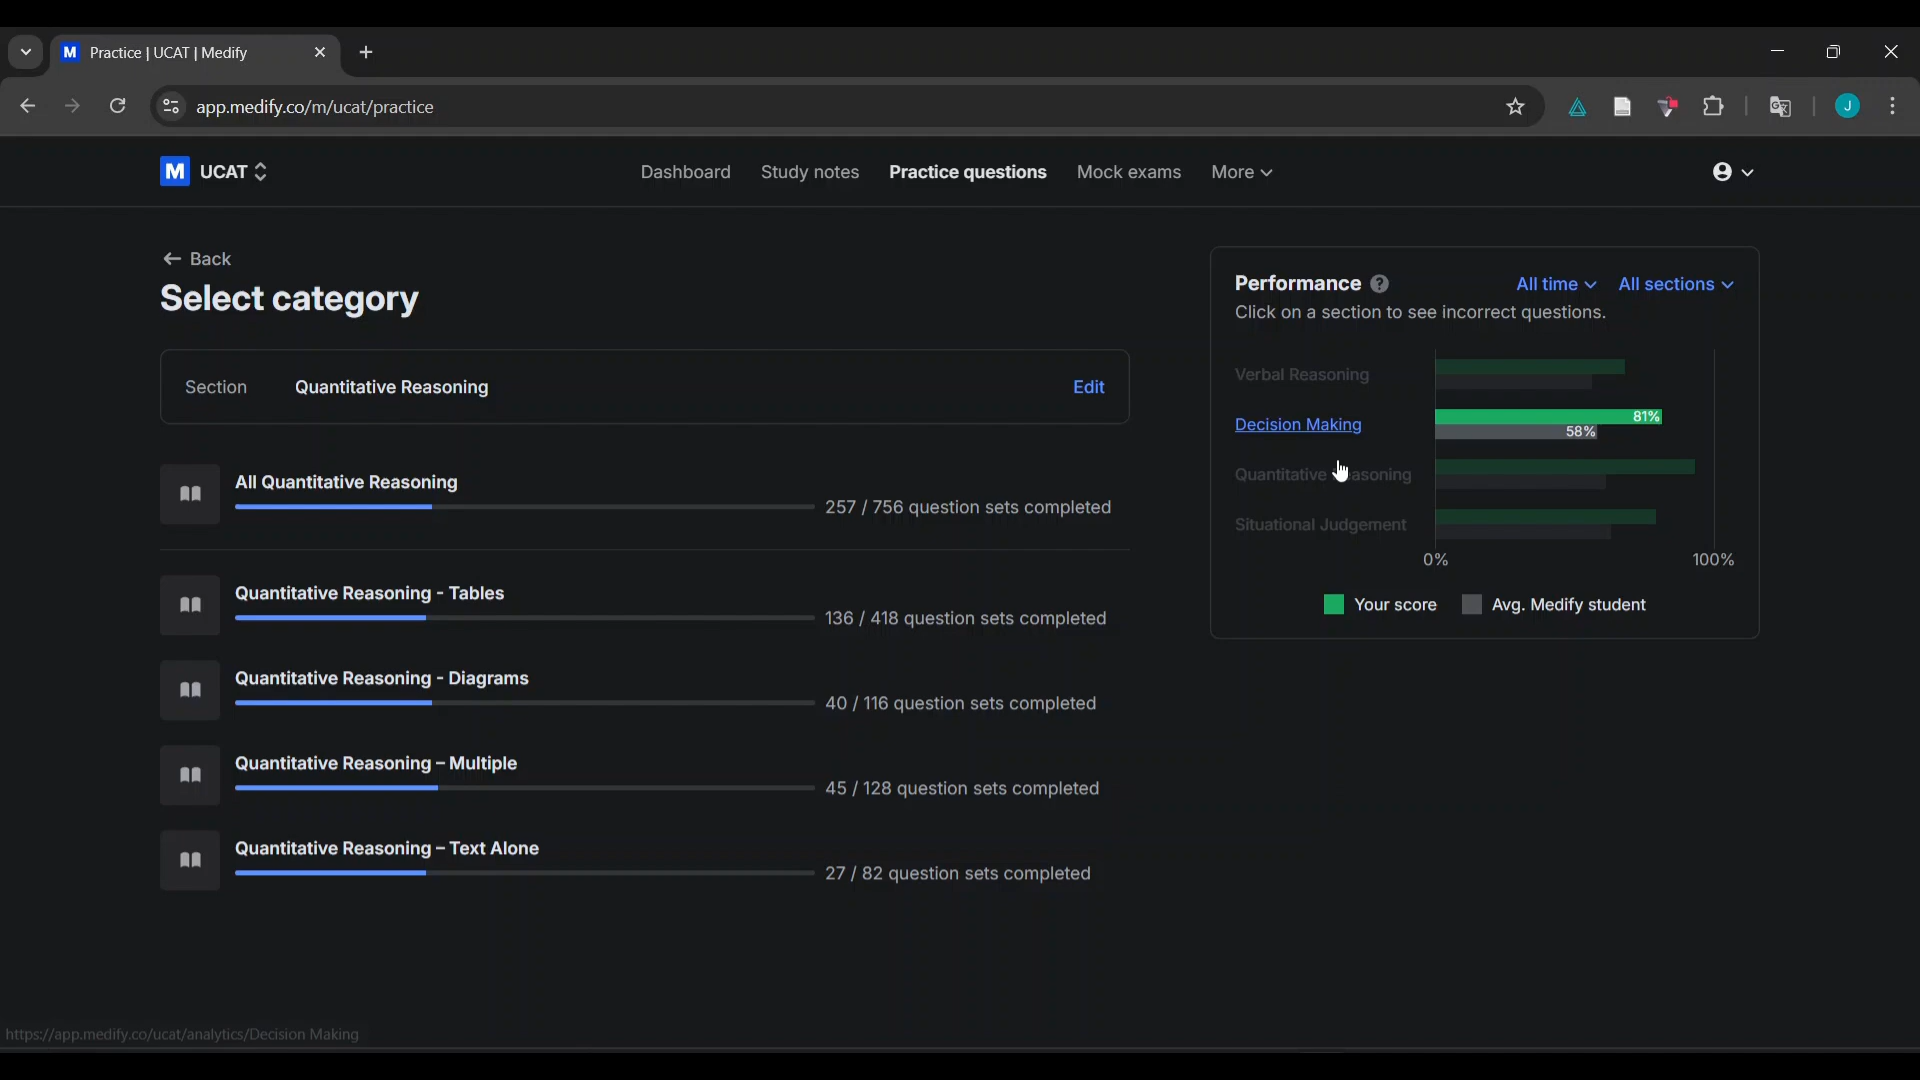 Practice | UCAT | Medify
app.medify.co/m/ucat/practice
J
M UCAT
Dashboard
Study notes
Practice questions
Mock exams
More
Back
Select category
Section Quantitative Reasoning Edit
All Quantitative Reasoning
257 / 756 question sets completed
Quantitative Reasoning - Tables
136 / 418 question sets completed
Quantitative Reasoning - Diagrams
40 / 116 question sets completed
Quantitative Reasoning – Multiple
45 / 128 question sets completed
Quantitative Reasoning – Text Alone
27 / 82 question sets completed
Performance ? All time All sections
Click on a section to see incorrect questions.
Verbal Reasoning
Decision Making 81%
58%
Quantitative asoning
Situational Judgement
0% 100%
Your score Avg. Medify student
https://app.medify.co/ucat/analytics/Decision Making